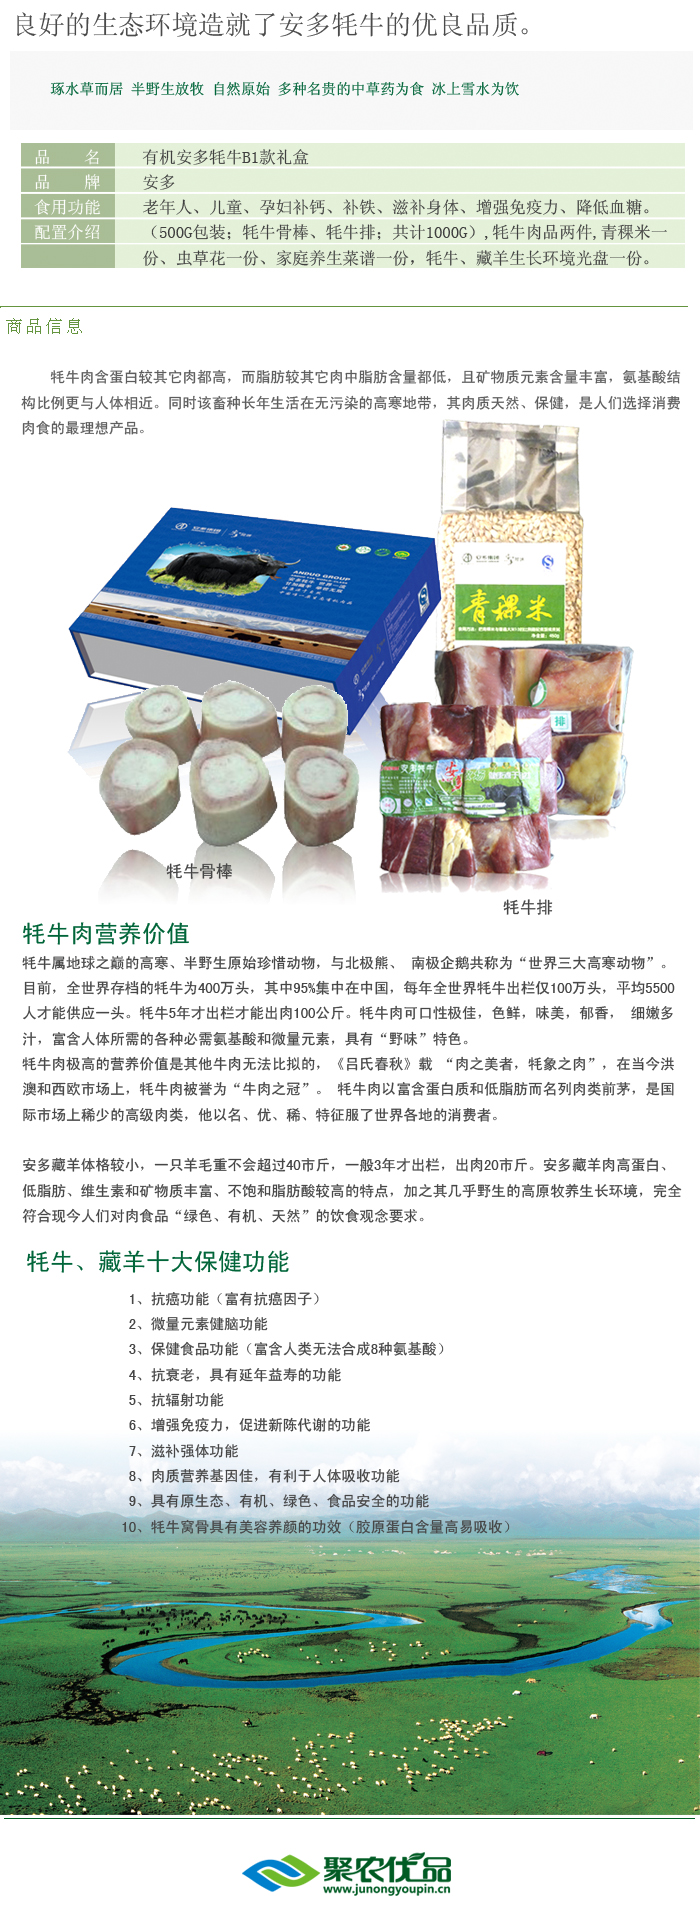 良好的生态环境造就了安多牦牛的优良品质。
琢水草而居 半野生放牧 自然原始 多种名贵的中草药为食 冰上雪水为饮
品 名 有机安多牦牛B1款礼盒
品 牌 安多
食用功能 老年人、儿童、孕妇补钙、补铁、滋补身体、增强免疫力、降低血糖。
配置介绍 （500G包装；牦牛骨棒、牦牛排；共计1000G）,牦牛肉品两件,青稞米一
份、虫草花一份、家庭养生菜谱一份，牦牛、藏羊生长环境光盘一份。
商品信息
牦牛肉含蛋白较其它肉都高，而脂肪较其它肉中脂肪含量都低，且矿物质元素含量丰富，氨基酸结
构比例更与人体相近。同时该畜种长年生活在无污染的高寒地带，其肉质天然、保健，是人们选择消费
肉食的最理想产品。
ANDUO GROUP
青稞米
排
安多牦牛
牦牛骨棒
牦牛排
牦牛肉营养价值
牦牛属地球之巅的高寒、半野生原始珍惜动物，与北极熊、 南极企鹅共称为“世界三大高寒动物”。
目前，全世界存档的牦牛为400万头，其中95%集中在中国，每年全世界牦牛出栏仅100万头，平均5500
人才能供应一头。牦牛5年才出栏才能出肉100公斤。牦牛肉可口性极佳，色鲜，味美，郁香， 细嫩多
汁，富含人体所需的各种必需氨基酸和微量元素，具有“野味”特色。
牦牛肉极高的营养价值是其他牛肉无法比拟的，《吕氏春秋》载 “肉之美者，牦象之肉”，在当今洪
澳和西欧市场上，牦牛肉被誉为“牛肉之冠”。 牦牛肉以富含蛋白质和低脂肪而名列肉类前茅，是国
际市场上稀少的高级肉类，他以名、优、稀、特征服了世界各地的消费者。
安多藏羊体格较小，一只羊毛重不会超过40市斤，一般3年才出栏，出肉20市斤。安多藏羊肉高蛋白、
低脂肪、维生素和矿物质丰富、不饱和脂肪酸较高的特点，加之其几乎野生的高原牧养生长环境，完全
符合现今人们对肉食品“绿色、有机、天然”的饮食观念要求。
牦牛、藏羊十大保健功能
1、抗癌功能（富有抗癌因子）
2、微量元素健脑功能
3、保健食品功能（富含人类无法合成8种氨基酸）
4、抗衰老，具有延年益寿的功能
5、抗辐射功能
6、增强免疫力，促进新陈代谢的功能
7、滋补强体功能
8、肉质营养基因佳，有利于人体吸收功能
9、具有原生态、有机、绿色、食品安全的功能
10、牦牛窝骨具有美容养颜的功效（胶原蛋白含量高易吸收）
聚农优品
www.junongyoupin.cn